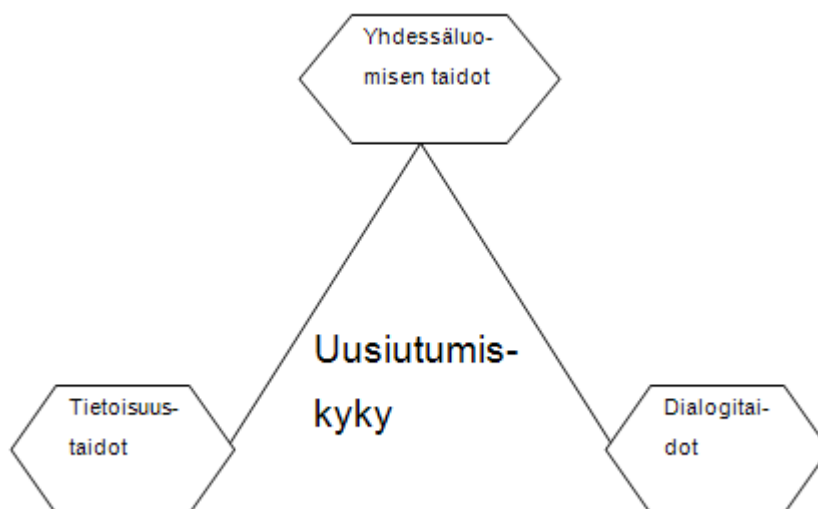 Yhdessäluo-
misen taidot
Uusiutumis-
kyky
Tietoisuus-
taidot
Dialogitai-
dot